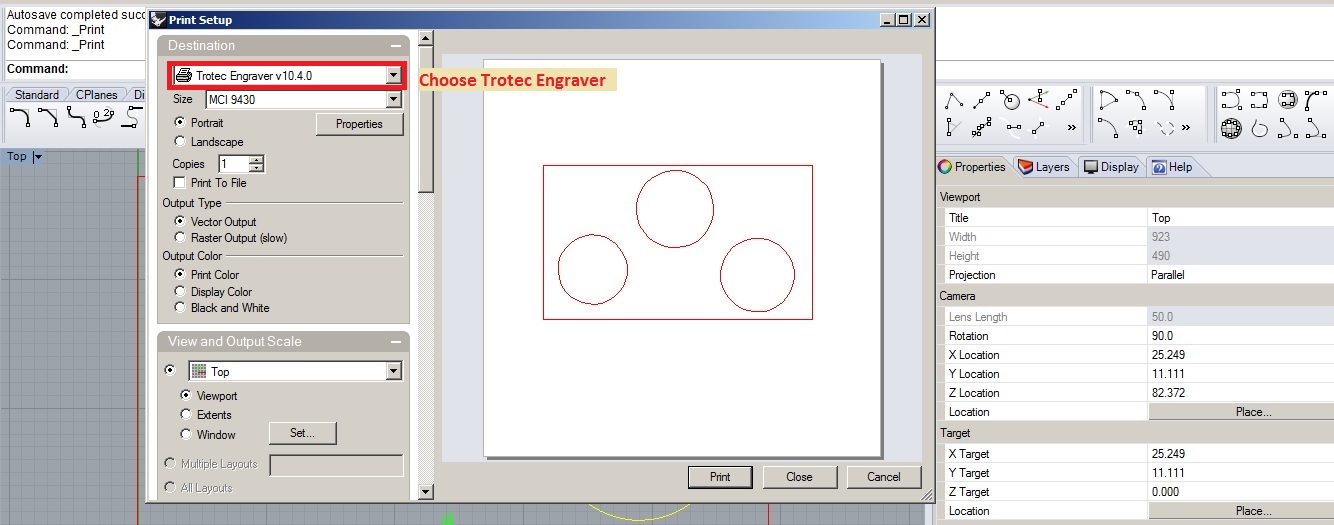 Autosave completed succ
Command: _Print
Command: _Print
Command:
Standard CPlanes Di
Top
Print Setup
Destination
Trotec Engraver v10.4.0
Choose Trotec Engraver
Size MCI 9430
Portrait
Properties
Landscape
Copies 1
Print To File
Output Type
Vector Output
Raster Output (slow)
Output Color
Print Color
Display Color
Black and White
View and Output Scale
Top
Viewport
Extents
Window Set...
Multiple Layouts
All Layouts
Print Close Cancel
Properties Layers Display Help
Viewport
Title Top
Width 923
Height 490
Projection Parallel
Camera
Lens Length 50.0
Rotation 90.0
X Location 25.249
Y Location 11.111
Z Location 82.372
Location Place...
Target
X Target 25.249
Y Target 11.111
Z Target 0.000
Location Place...